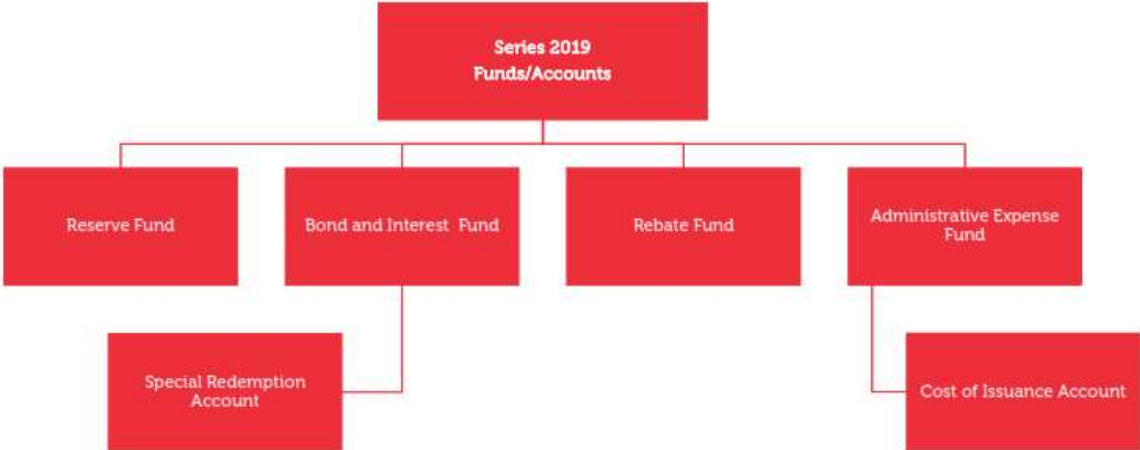 Series 2019
Funds/Accounts
Reserve Fund
Bond and Interest Fund
Rebate Fund
Administrative Expense
Fund
Special Redemption
Account
Cost of Issuance Account